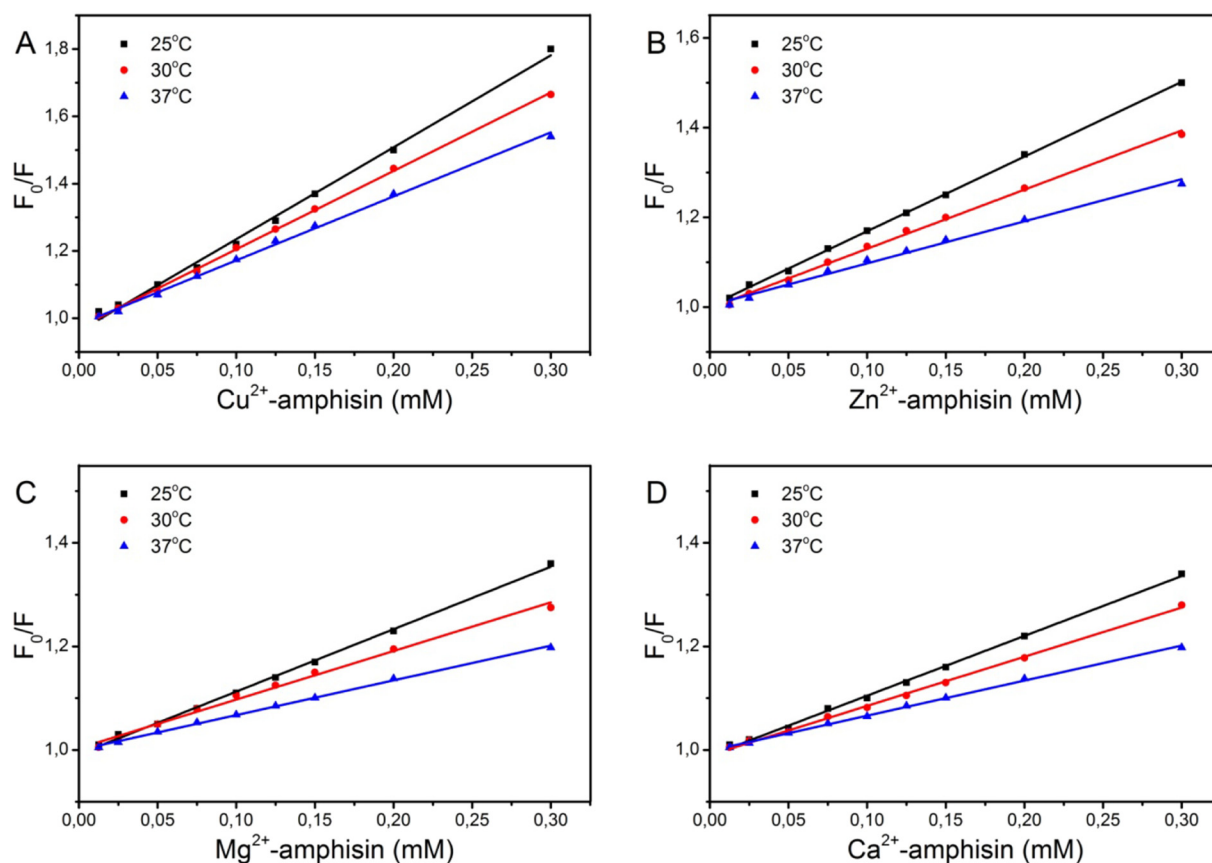 A
25°C
30°C
37°C
1,8
1,6
1,4
1,2
1,0
F₀/F
0,00 0,05 0,10 0,15 0,20 0,25 0,30
Cu²⁺-amphisin (mM)
B
25°C
30°C
37°C
1,6
1,4
1,2
1,0
F₀/F
0,00 0,05 0,10 0,15 0,20 0,25 0,30
Zn²⁺-amphisin (mM)
C
25°C
30°C
37°C
1,4
1,2
1,0
F₀/F
0,00 0,05 0,10 0,15 0,20 0,25 0,30
Mg²⁺-amphisin (mM)
D
25°C
30°C
37°C
1,4
1,2
1,0
F₀/F
0,00 0,05 0,10 0,15 0,20 0,25 0,30
Ca²⁺-amphisin (mM)